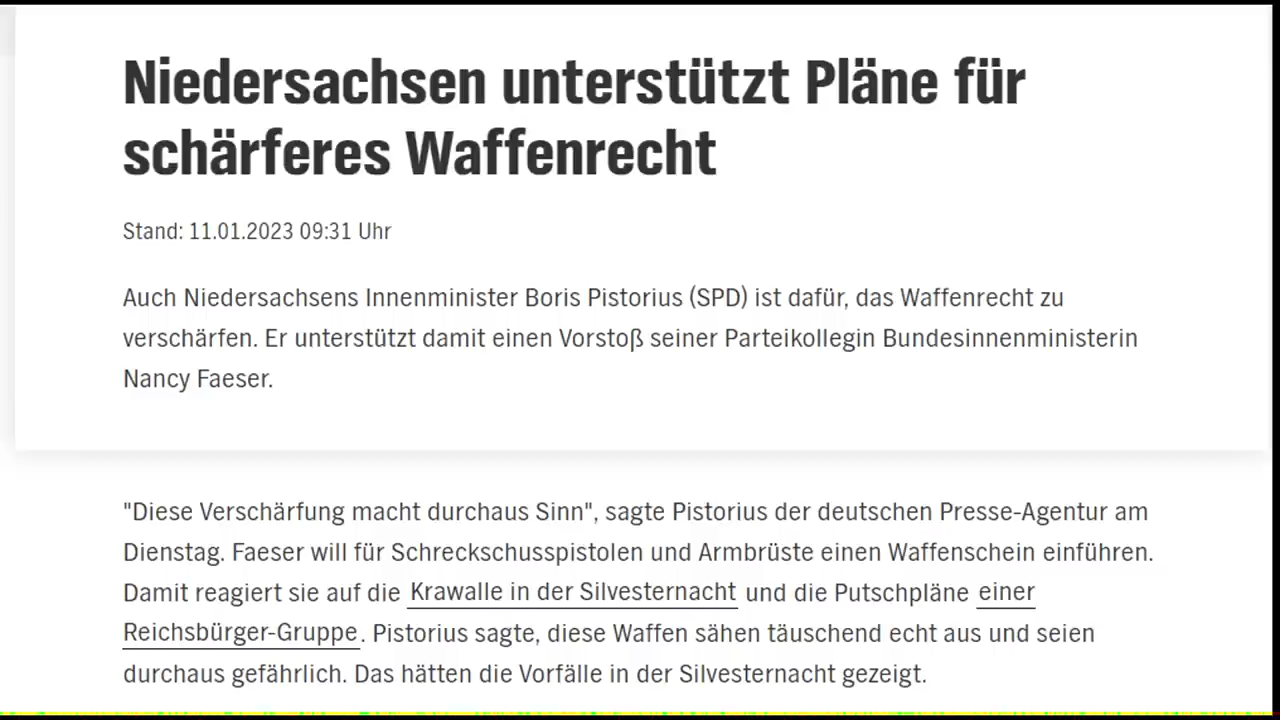 Niedersachsen unterstützt Pläne für
schärferes Waffenrecht
Stand: 11.01.2023 09:31 Uhr
Auch Niedersachsens Innenminister Boris Pistorius (SPD) ist dafür, das Waffenrecht zu
verschärfen. Er unterstützt damit einen Vorstoß seiner Parteikollegin Bundesinnenministerin
Nancy Faeser.
"Diese Verschärfung macht durchaus Sinn", sagte Pistorius der deutschen Presse-Agentur am
Dienstag. Faeser will für Schreckschusspistolen und Armbrüste einen Waffenschein einführen.
Damit reagiert sie auf die Krawalle in der Silvesternacht und die Putschpläne einer
Reichsbürger-Gruppe. Pistorius sagte, diese Waffen sähen täuschend echt aus und seien
durchaus gefährlich. Das hätten die Vorfälle in der Silvesternacht gezeigt.